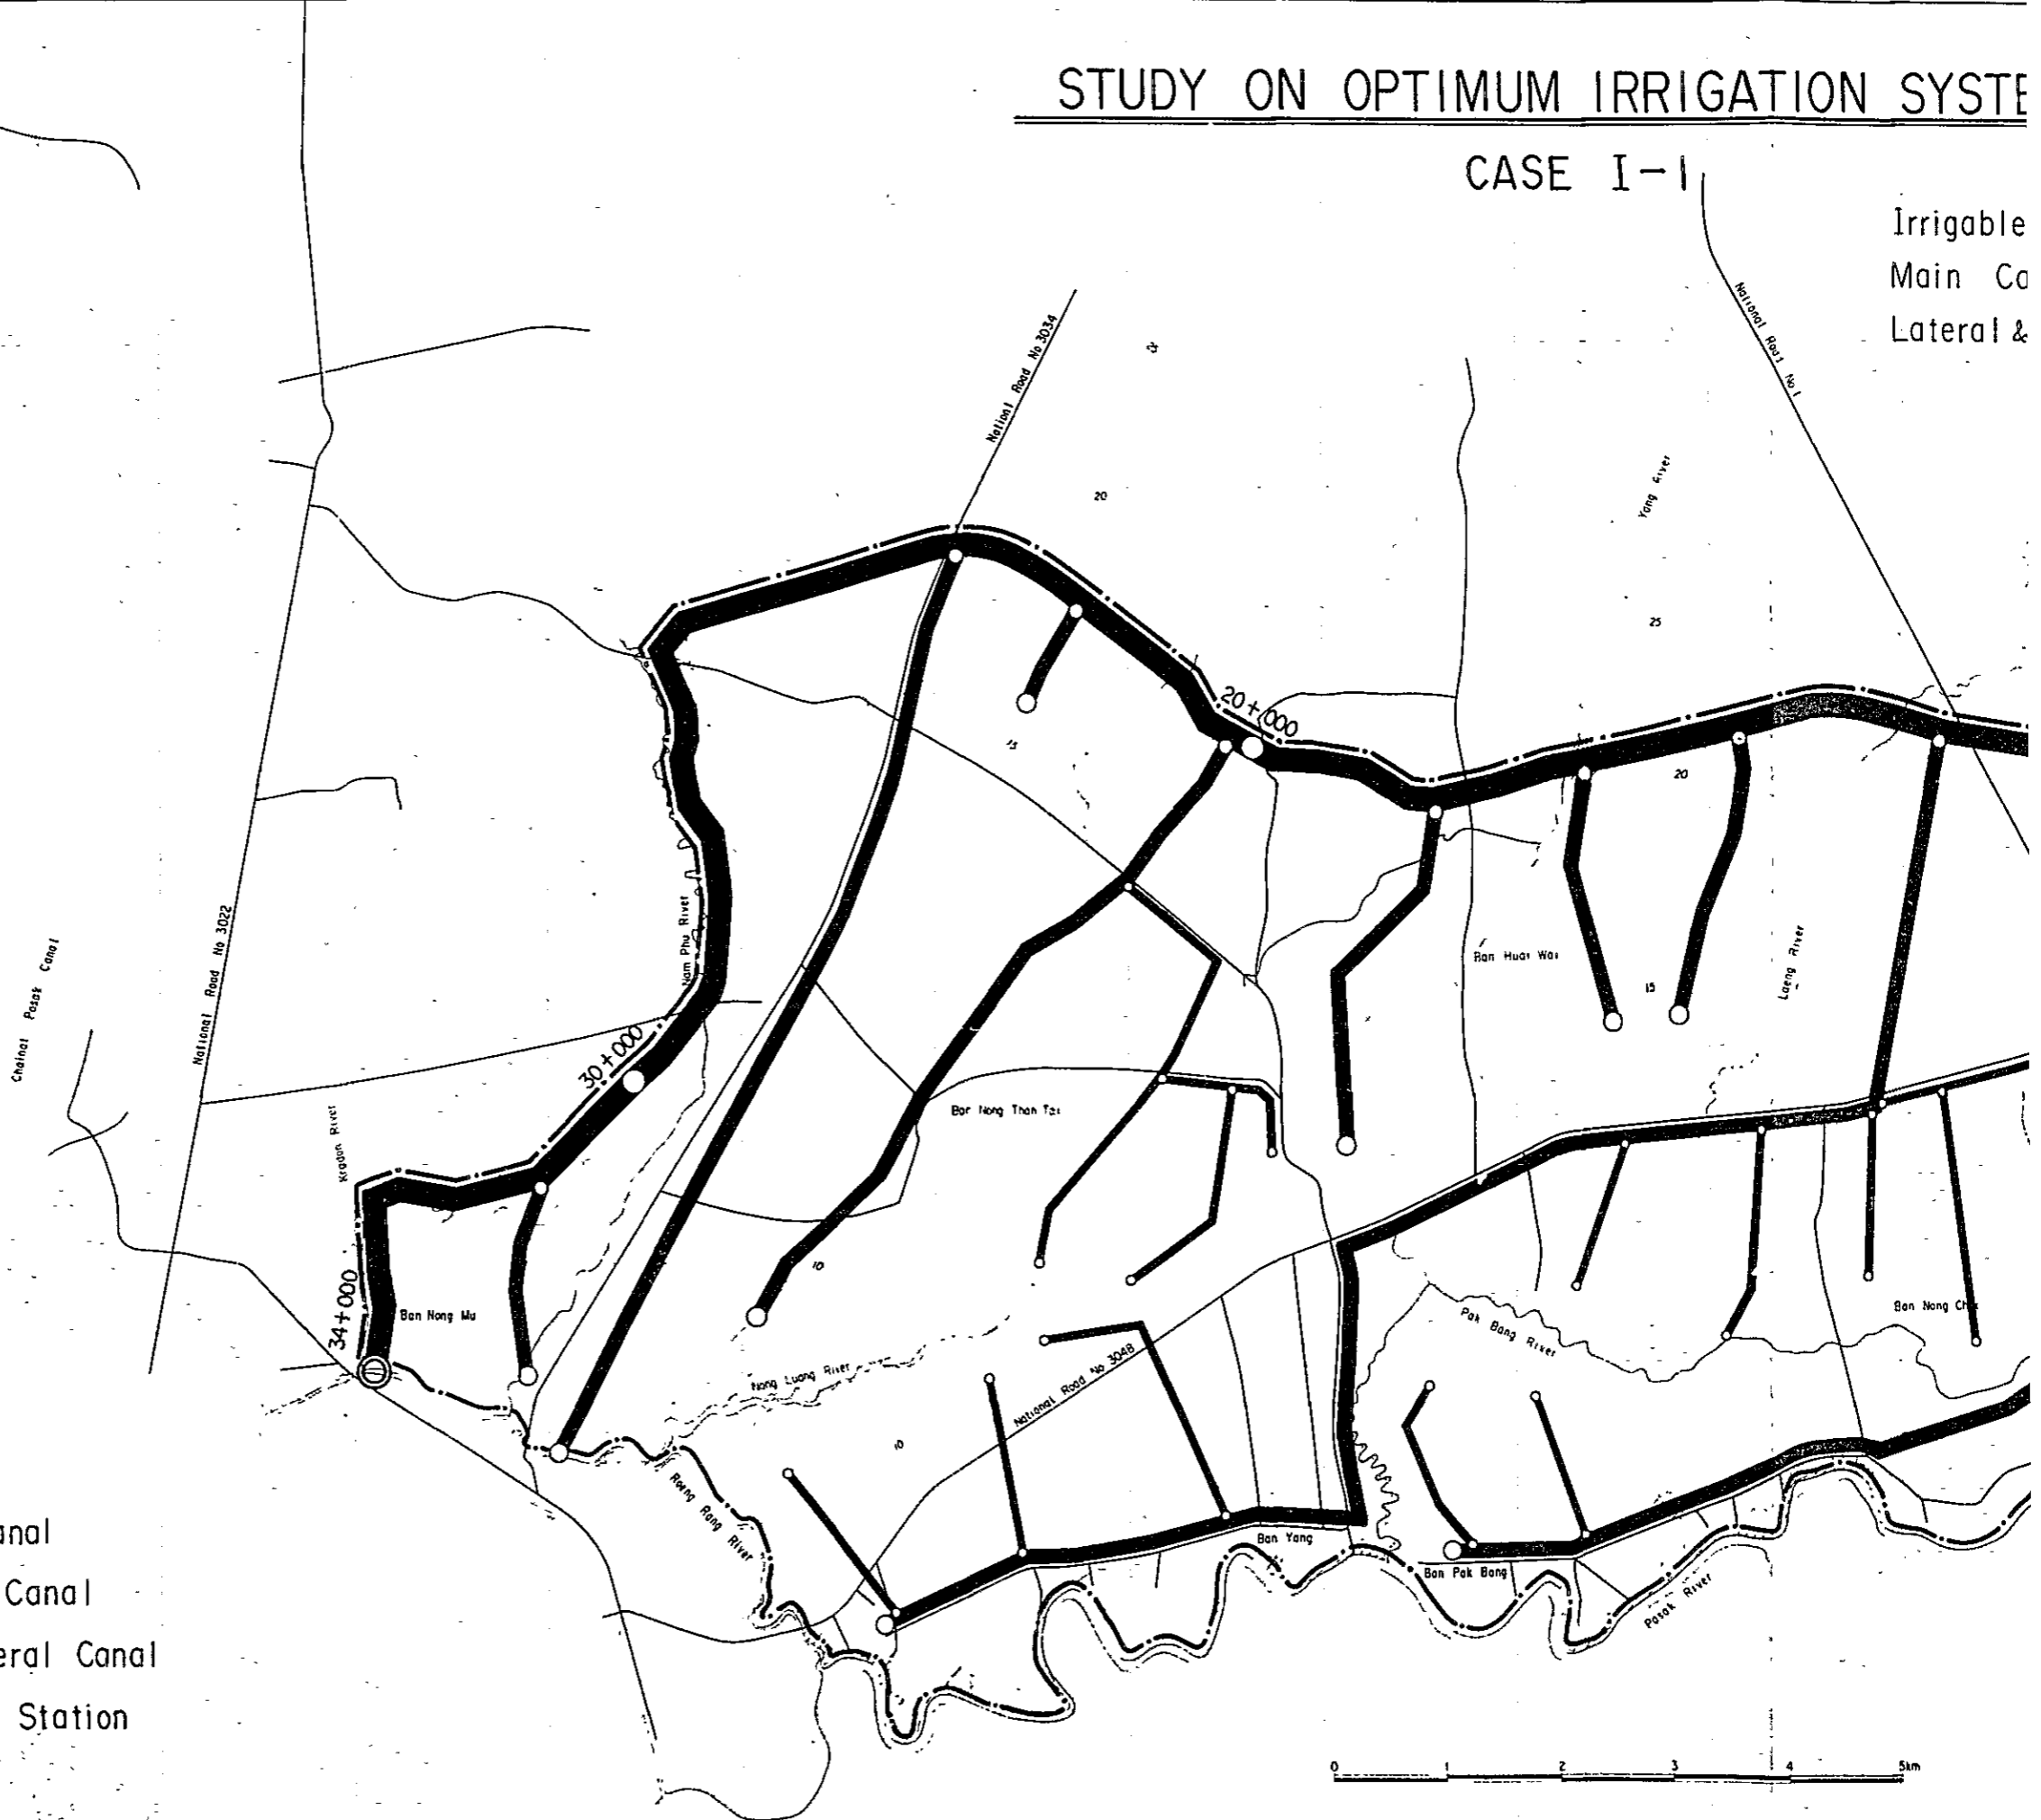 STUDY ON OPTIMUM IRRIGATION SYSTE
CASE I-1
Irrigable
Main Ca
Lateral &
National Road No 1
Nationl Road No 3034
20
Yang River
25
20+000
15
20
Nam Phu River
National Road No 3022
Chainat Pasak Canal
Ban Huai Wai
Laeng River
15
30+000
Kradon River
Ban Nong Than Tai
34+000
Ban Nong Mu
10
Pak Bang River
Nong Luang River
National Road No 3048
10
Roeng Rang River
Ban Yang
Ban Pak Bang
Pasak River
anal
Canal
eral Canal
Station
0 1 2 3 4 5km